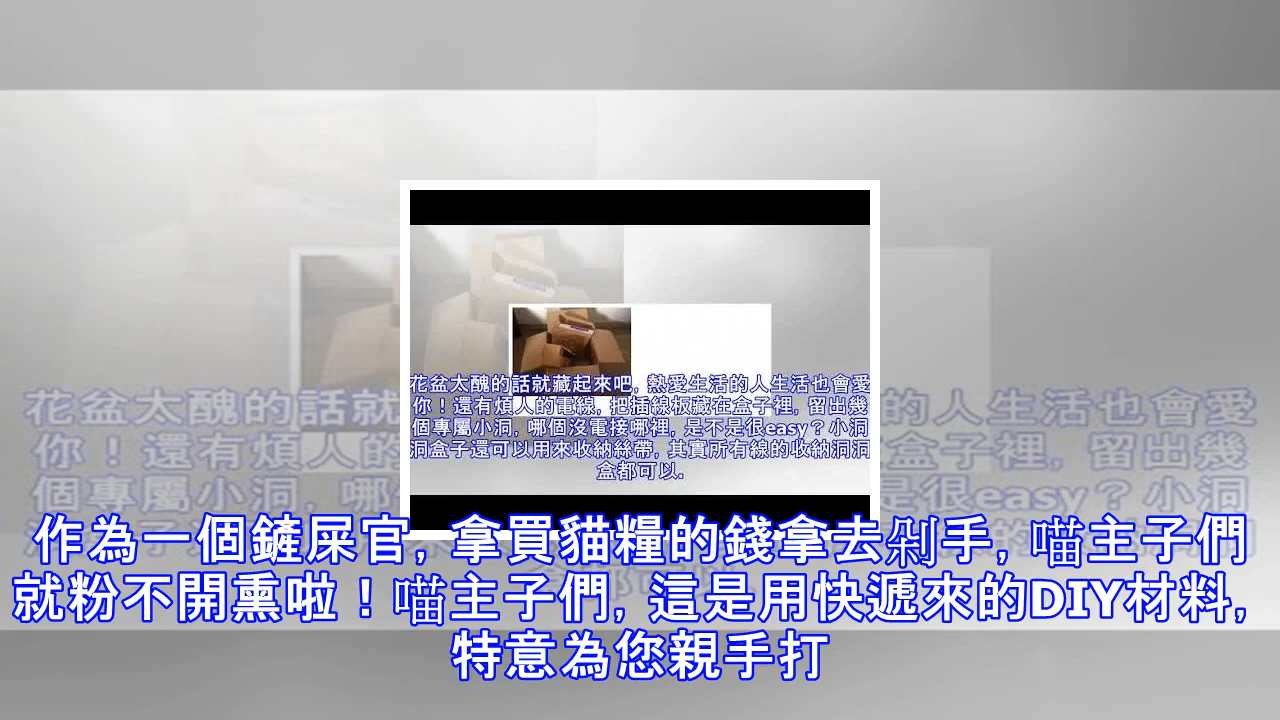 花盆太醜的話就藏起來吧, 熱愛生活的人生活也會愛
你！還有煩人的電線, 把插線板藏在盒子裡, 留出幾
個專屬小洞, 哪個沒電接哪裡, 是不是很easy？小洞
洞盒子還可以用來收納絲帶, 其實所有線的收納洞洞
盒都可以.
作為一個鏟屎官, 拿買貓糧的錢拿去剁手, 喵主子們
就粉不開熏啦！喵主子們, 這是用快遞來的DIY材料,
特意為您親手打